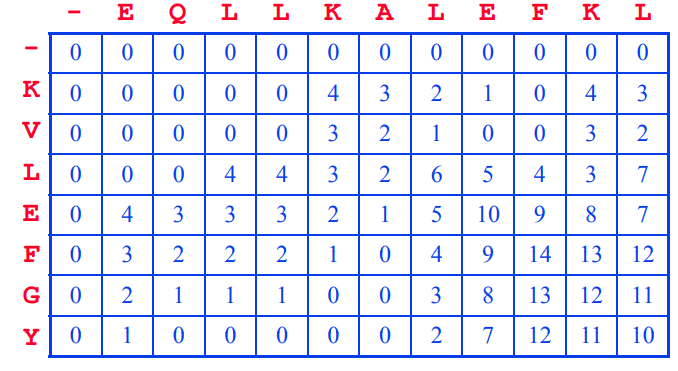 - E Q L L K A L E F K L
- 0 0 0 0 0 0 0 0 0 0 0 0
K 0 0 0 0 0 4 3 2 1 0 4 3
V 0 0 0 0 0 3 2 1 0 0 3 2
L 0 0 0 4 4 3 2 6 5 4 3 7
E 0 4 3 3 3 2 1 5 10 9 8 7
F 0 3 2 2 2 1 0 4 9 14 13 12
G 0 2 1 1 1 0 0 3 8 13 12 11
Y 0 1 0 0 0 0 0 2 7 12 11 10